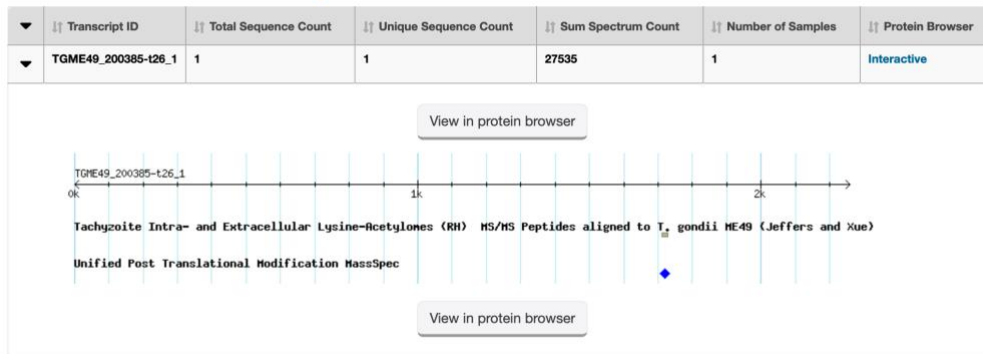 Transcript ID Total Sequence Count Unique Sequence Count Sum Spectrum Count Number of Samples Protein Browser
TGME49_200385-t26_1 1 1 27535 1 Interactive
View in protein browser
TGME49_200385-t26_1
0k 1k 2k
Tachyzoite Intra- and Extracellular Lysine-Acetylomes (RH) MS/MS Peptides aligned to T. gondii ME49 (Jeffers and Xue)
Unified Post Translational Modification MassSpec
View in protein browser